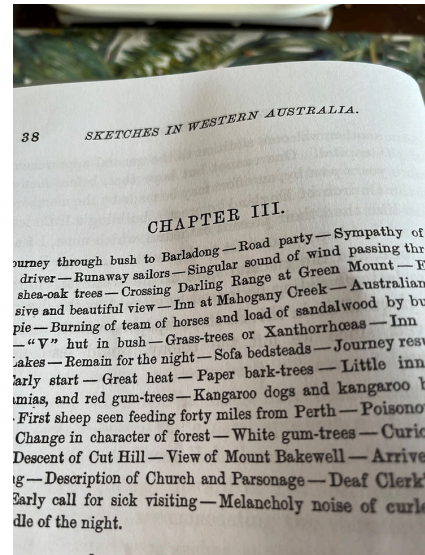 38 SKETCHES IN WESTERN AUSTRALIA.
CHAPTER III.
ourney through bush to Barladong—Road party—Sympathy of
driver—Runaway sailors—Singular sound of wind passing thr
shea-oak trees—Crossing Darling Range at Green Mount—E
sive and beautiful view—Inn at Mahogany Creek—Australian
pie—Burning of team of horses and load of sandalwood by bu
—"V" hut in bush—Grass-trees or Xanthorrhœas—Inn
Lakes—Remain for the night—Sofa bedsteads—Journey resu
Early start—Great heat—Paper bark-trees—Little inn
amias, and red gum-trees—Kangaroo dogs and kangaroo h
First sheep seen feeding forty miles from Perth—Poisono
Change in character of forest—White gum-trees—Curio
Descent of Cut Hill—View of Mount Bakewell—Arrive
g—Description of Church and Parsonage—Deaf Clerk
Early call for sick visiting—Melancholy noise of curle
dle of the night.